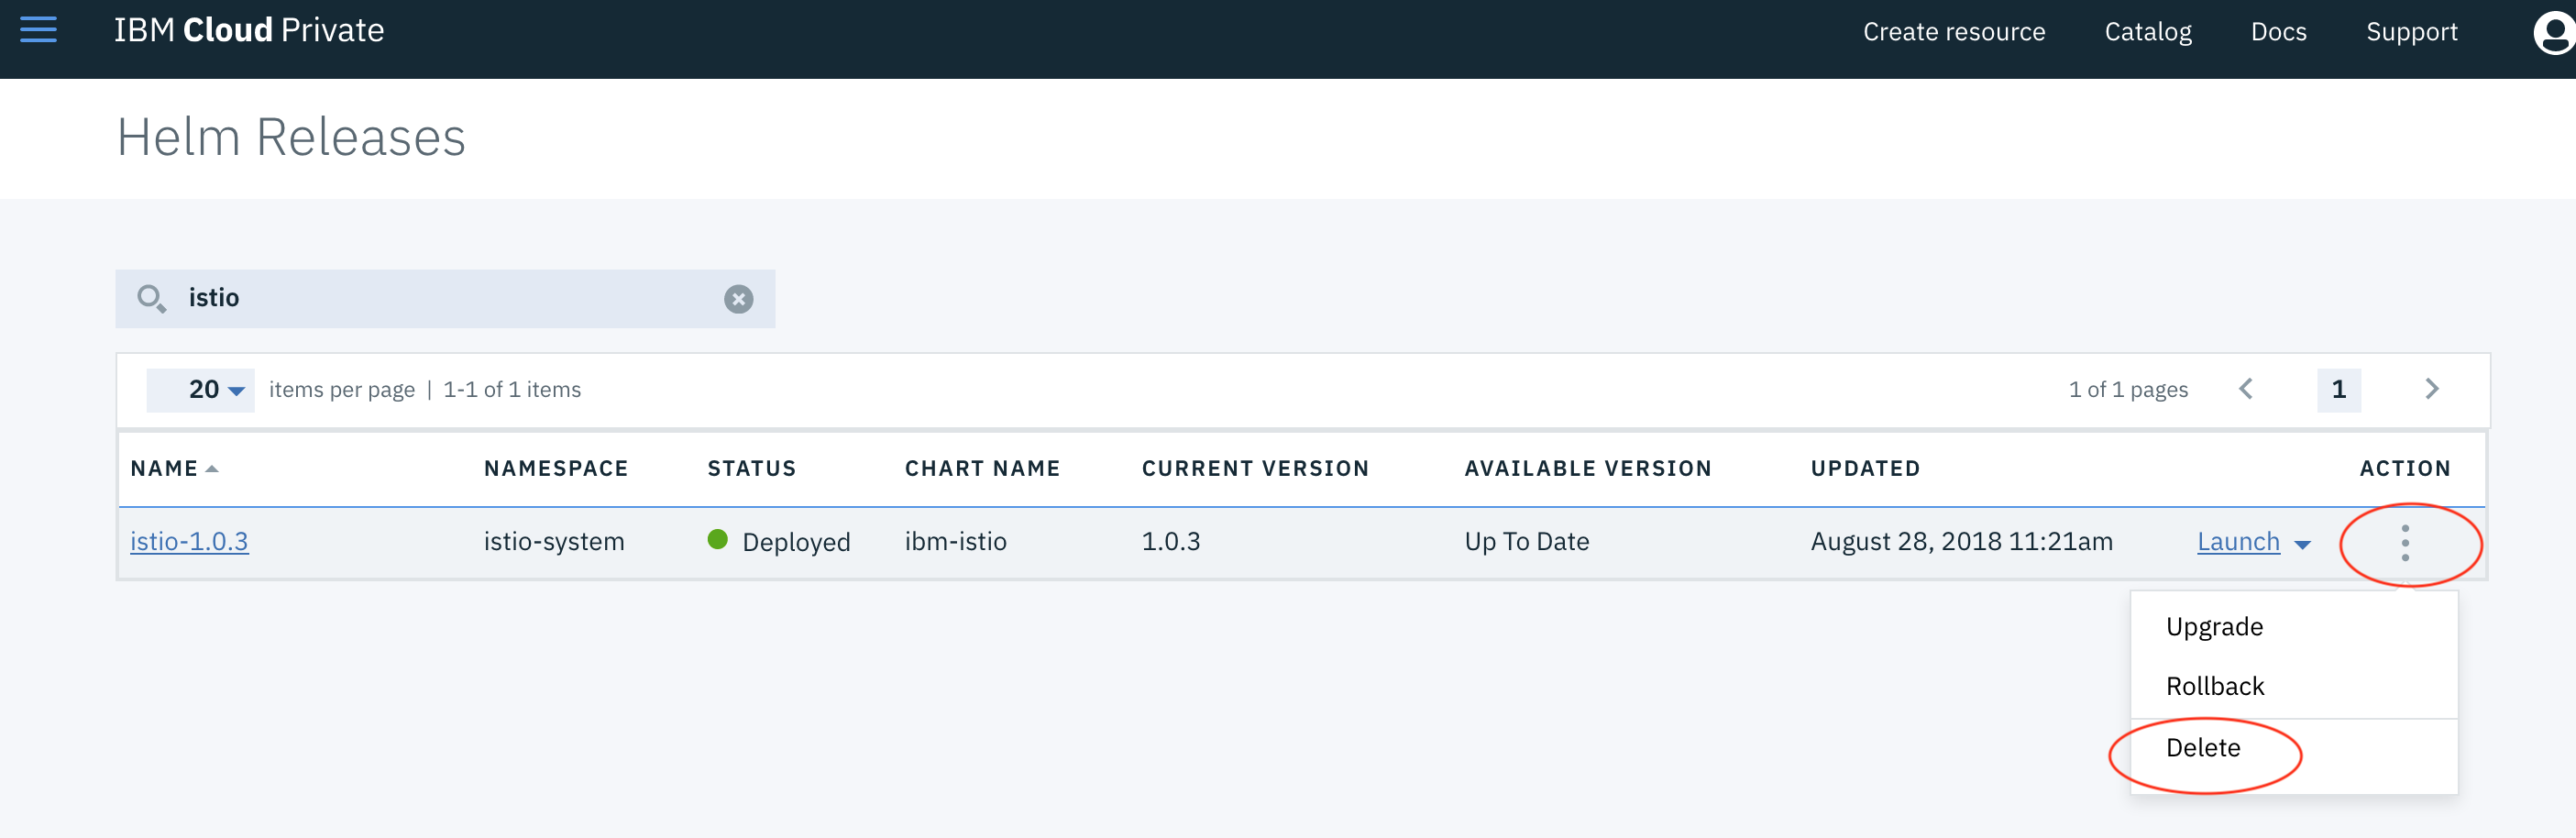 IBM Cloud Private Create resource Catalog Docs Support
Helm Releases
istio
20 items per page | 1-1 of 1 items 1 of 1 pages 1
NAME NAMESPACE STATUS CHART NAME CURRENT VERSION AVAILABLE VERSION UPDATED ACTION
istio-1.0.3 istio-system Deployed ibm-istio 1.0.3 Up To Date August 28, 2018 11:21am Launch
Upgrade
Rollback
Delete